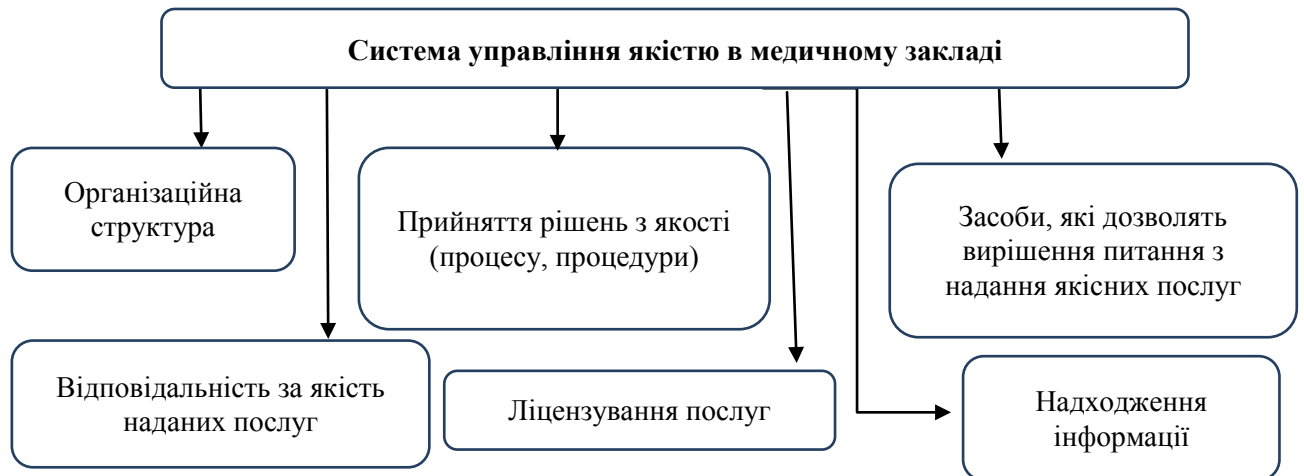 Система управління якістю в медичному закладі
Організаційна
структура
Прийняття рішень з якості
(процесу, процедури)
Засоби, які дозволять
вирішення питання з
надання якісних послуг
Відповідальність за якість
наданих послуг
Ліцензування послуг
Надходження
інформації